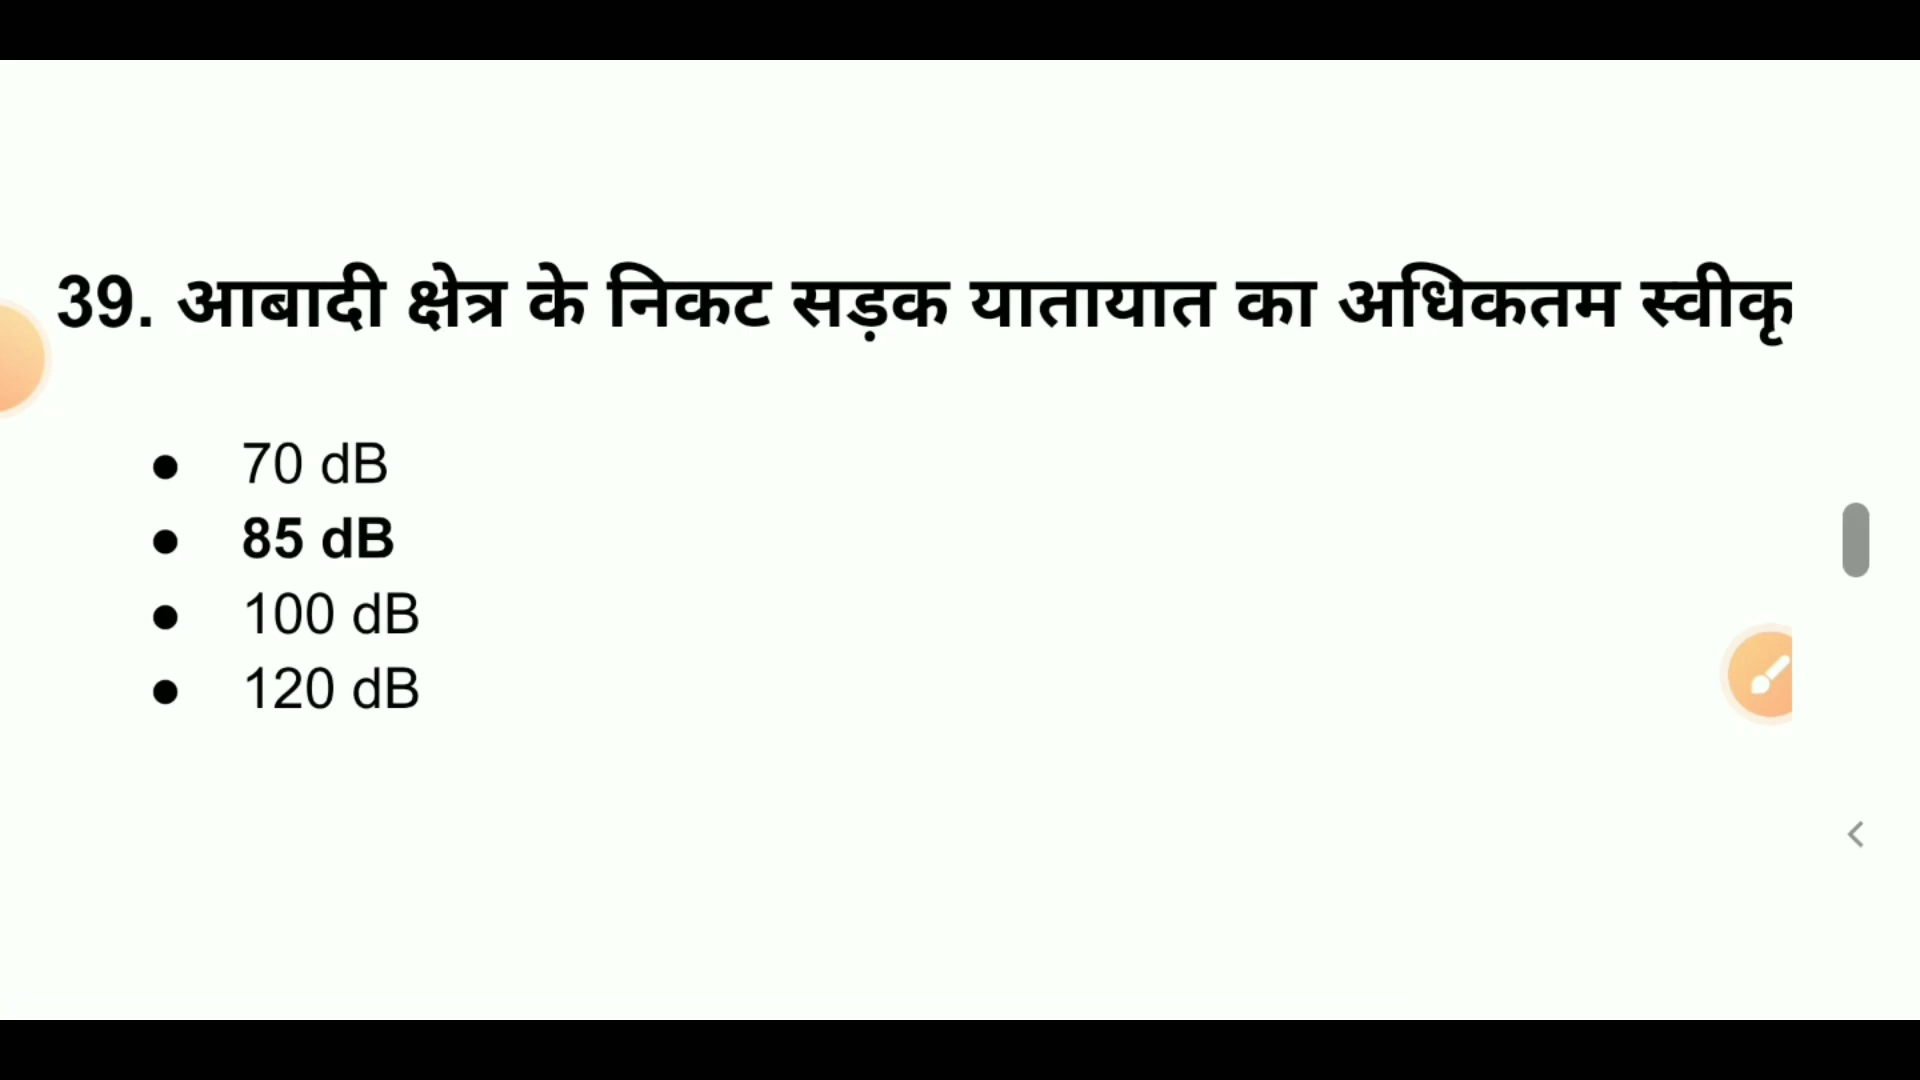 39. आबादी क्षेत्र के निकट सड़क यातायात का अधिकतम
● 70 dB
● 85 dB
● 100 dB
● 120 dB